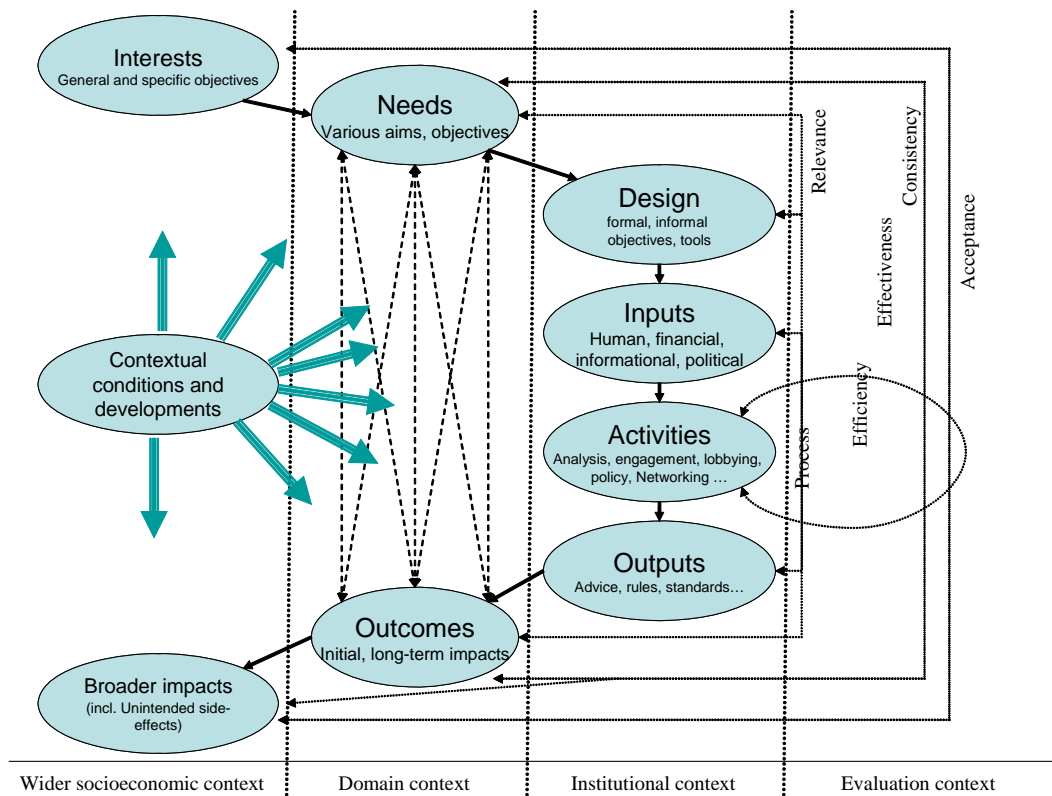 Interests
General and specific objectives
Needs
Various aims, objectives
Design
formal, informal
objectives, tools
Inputs
Human, financial,
informational, political
Contextual
conditions and
developments
Activities
Analysis, engagement, lobbying,
policy, Networking …
Outputs
Advice, rules, standards…
Outcomes
Initial, long-term impacts
Broader impacts
(incl. Unintended side-
effects)
Relevance
Process
Efficiency
Effectiveness
Consistency
Acceptance
Wider socioeconomic context
Domain context
Institutional context
Evaluation context